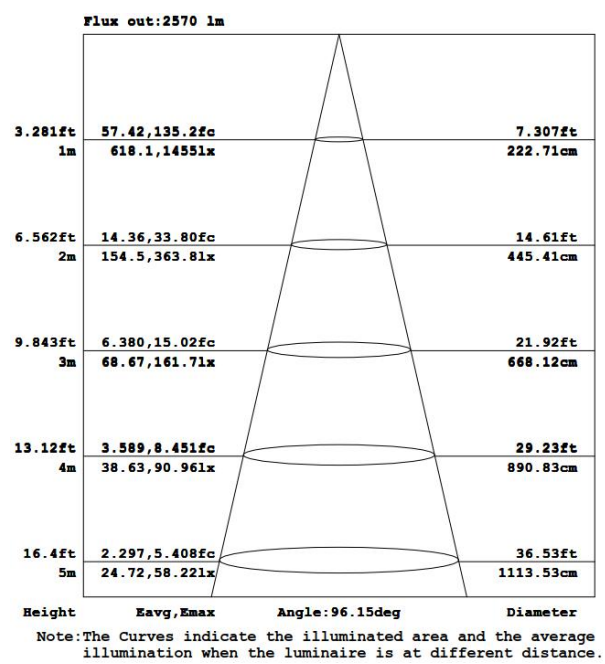 Flux out:2570 lm
3.281ft 57.42,135.2fc 7.307ft
1m 618.1,1455lx 222.71cm
6.562ft 14.36,33.80fc 14.61ft
2m 154.5,363.8lx 445.41cm
9.843ft 6.380,15.02fc 21.92ft
3m 68.67,161.7lx 668.12cm
13.12ft 3.589,8.451fc 29.23ft
4m 38.63,90.96lx 890.83cm
16.4ft 2.297,5.408fc 36.53ft
5m 24.72,58.22lx 1113.53cm
Height Eavg,Emax Angle:96.15deg Diameter
Note:The Curves indicate the illuminated area and the average
illumination when the luminaire is at different distance.